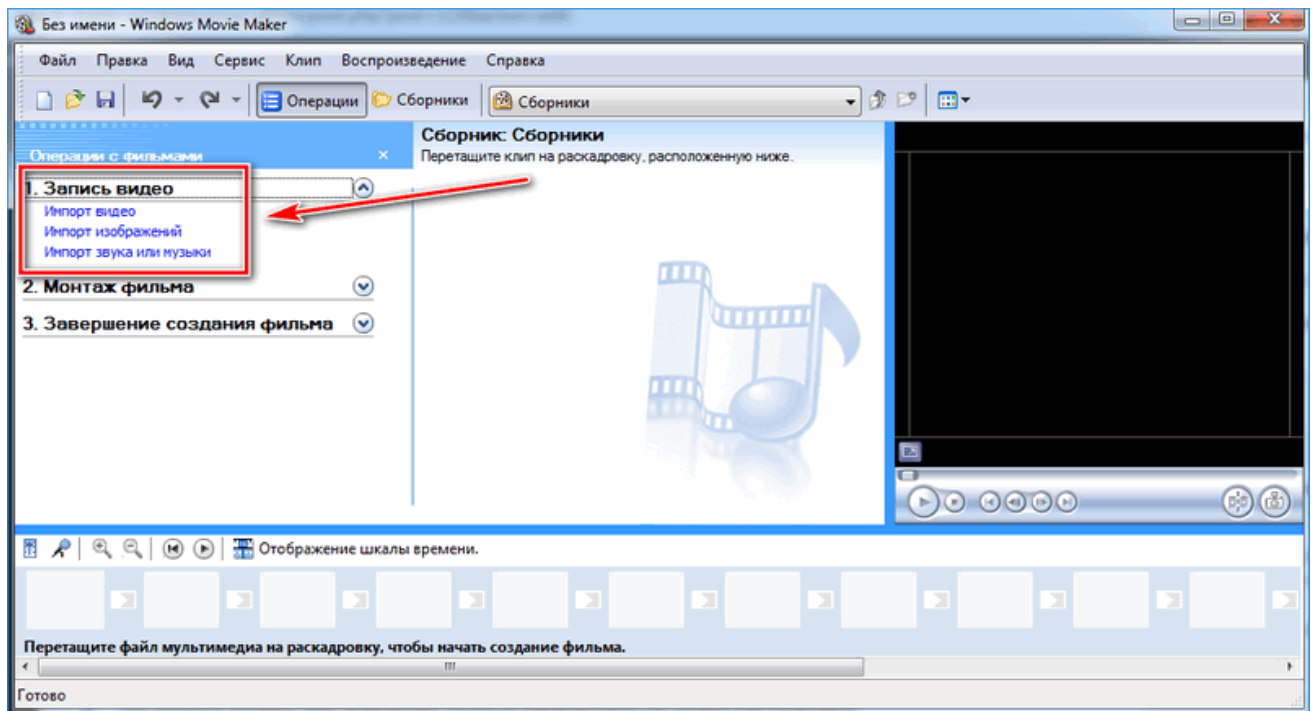 Без имени - Windows Movie Maker
Файл Правка Вид Сервис Клип Воспроизведение Справка
Операции Сборники Сборники
Операции с фильмами
Сборник: Сборники
Перетащите клип на раскадровку, расположенную ниже.
1. Запись видео
Импорт видео
Импорт изображений
Импорт звука или музыки
2. Монтаж фильма
3. Завершение создания фильма
Отображение шкалы времени.
Перетащите файл мультимедиа на раскадровку, чтобы начать создание фильма.
Готово